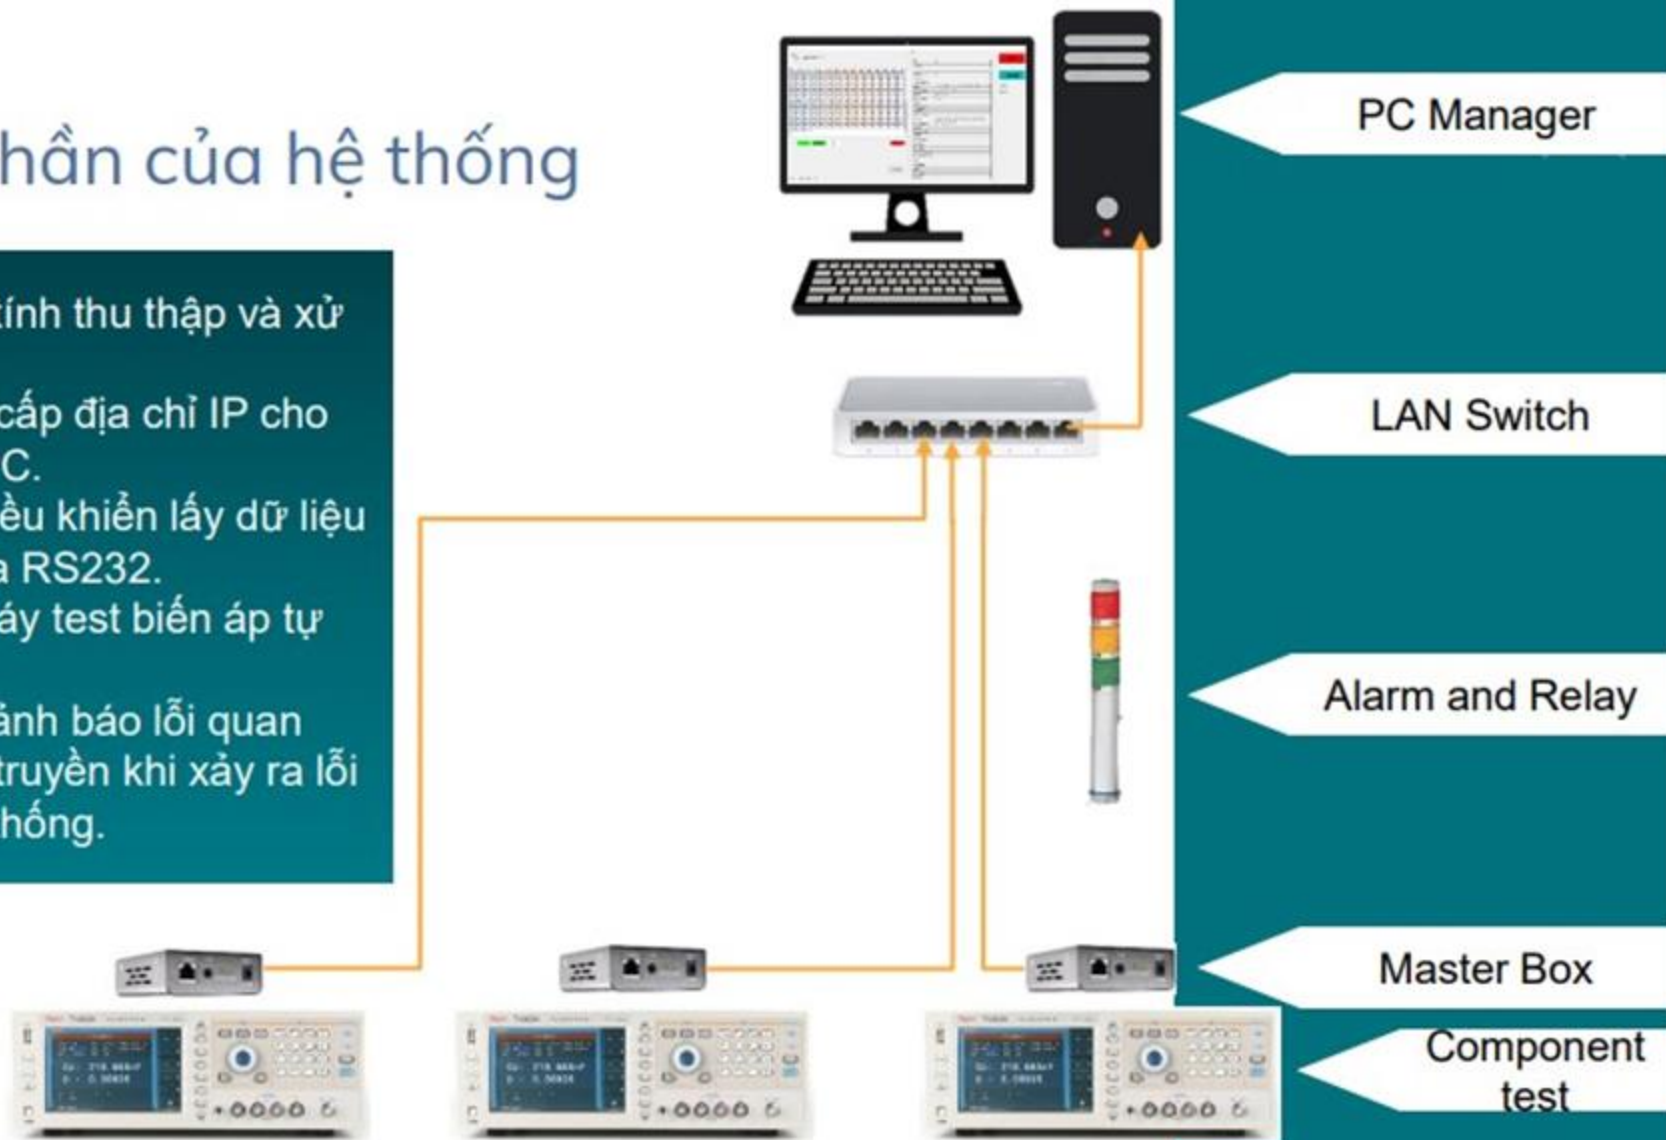 hần của hệ thống
tính thu thập và xử
cấp địa chỉ IP cho
C.
ều khiển lấy dữ liệu
a RS232.
áy test biến áp tự
ảnh báo lỗi quan
truyền khi xảy ra lỗi
hống.
PC Manager
LAN Switch
Alarm and Relay
Master Box
Component
test